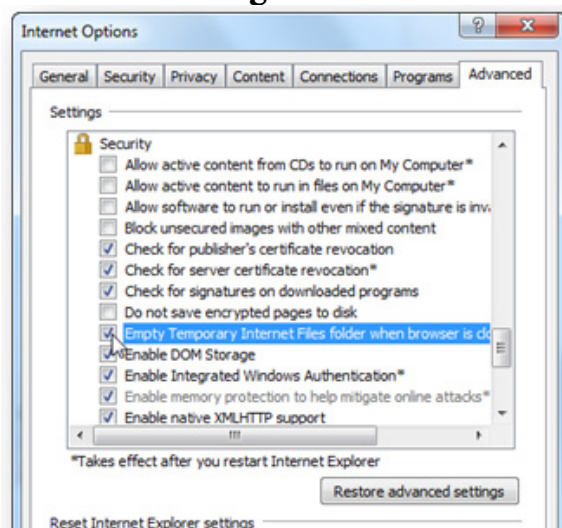 Internet Options
General Security Privacy Content Connections Programs Advanced
Settings
Security
Allow active content from CDs to run on My Computer*
Allow active content to run in files on My Computer*
Allow software to run or install even if the signature is inv
Block unsecured images with other mixed content
Check for publisher's certificate revocation
Check for server certificate revocation*
Check for signatures on downloaded programs
Do not save encrypted pages to disk
Empty Temporary Internet Files folder when browser is clo
Enable DOM Storage
Enable Integrated Windows Authentication*
Enable memory protection to help mitigate online attacks*
Enable native XMLHTTP support
*Takes effect after you restart Internet Explorer
Restore advanced settings
Reset Internet Explorer settings